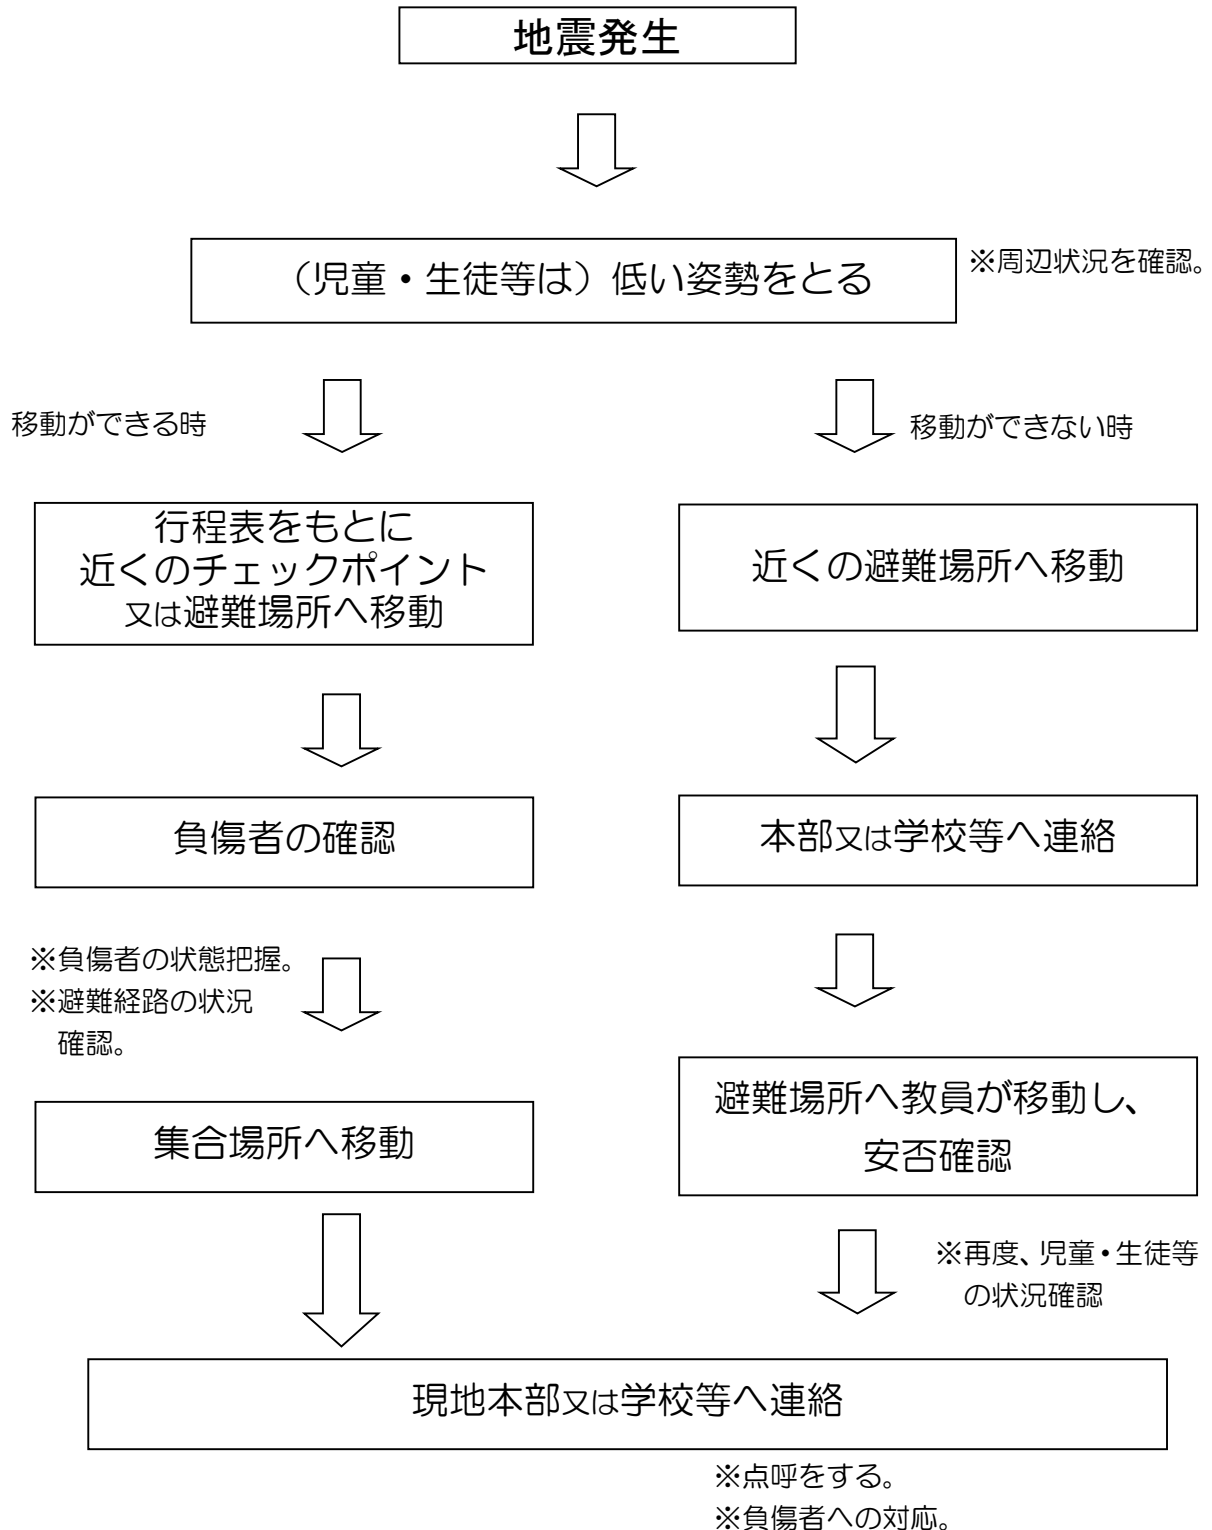 地震発生
（児童・生徒等は）低い姿勢をとる
※周辺状況を確認。
移動ができる時
移動ができない時
行程表をもとに
近くのチェックポイント
又は避難場所へ移動
近くの避難場所へ移動
負傷者の確認
本部又は学校等へ連絡
※負傷者の状態把握。
※避難経路の状況
確認。
集合場所へ移動
避難場所へ教員が移動し、
安否確認
※再度、児童・生徒等
の状況確認
現地本部又は学校等へ連絡
※点呼をする。
※負傷者への対応。